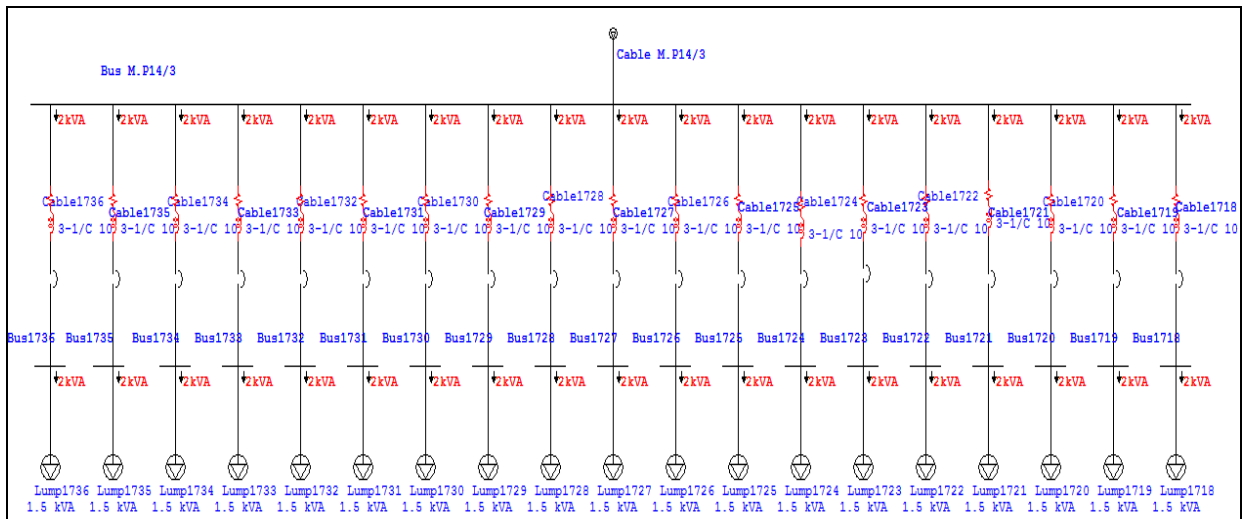 Cable M.P14/3
Bus M.P14/3
2kVA 2kVA 2kVA 2kVA 2kVA 2kVA 2kVA 2kVA 2kVA 2kVA 2kVA 2kVA 2kVA 2kVA 2kVA 2kVA 2kVA 2kVA 2kVA
Cable1736 Cable1735 Cable1734 Cable1733 Cable1732 Cable1731 Cable1730 Cable1729 Cable1728 Cable1727 Cable1726 Cable1725 Cable1724 Cable1723 Cable1722 Cable1721 Cable1720 Cable1719 Cable1718
3-1/C 10 3-1/C 10 3-1/C 10 3-1/C 10 3-1/C 10 3-1/C 10 3-1/C 10 3-1/C 10 3-1/C 10 3-1/C 10 3-1/C 10 3-1/C 10 3-1/C 10 3-1/C 10 3-1/C 10 3-1/C 10 3-1/C 10 3-1/C 10 3-1/C 10
Bus1736 Bus1735 Bus1734 Bus1733 Bus1732 Bus1731 Bus1730 Bus1729 Bus1728 Bus1727 Bus1726 Bus1725 Bus1724 Bus1723 Bus1722 Bus1721 Bus1720 Bus1719 Bus1718
2kVA 2kVA 2kVA 2kVA 2kVA 2kVA 2kVA 2kVA 2kVA 2kVA 2kVA 2kVA 2kVA 2kVA 2kVA 2kVA 2kVA 2kVA 2kVA
Lump1736 Lump1735 Lump1734 Lump1733 Lump1732 Lump1731 Lump1730 Lump1729 Lump1728 Lump1727 Lump1726 Lump1725 Lump1724 Lump1723 Lump1722 Lump1721 Lump1720 Lump1719 Lump1718
1.5 kVA 1.5 kVA 1.5 kVA 1.5 kVA 1.5 kVA 1.5 kVA 1.5 kVA 1.5 kVA 1.5 kVA 1.5 kVA 1.5 kVA 1.5 kVA 1.5 kVA 1.5 kVA 1.5 kVA 1.5 kVA 1.5 kVA 1.5 kVA 1.5 kVA